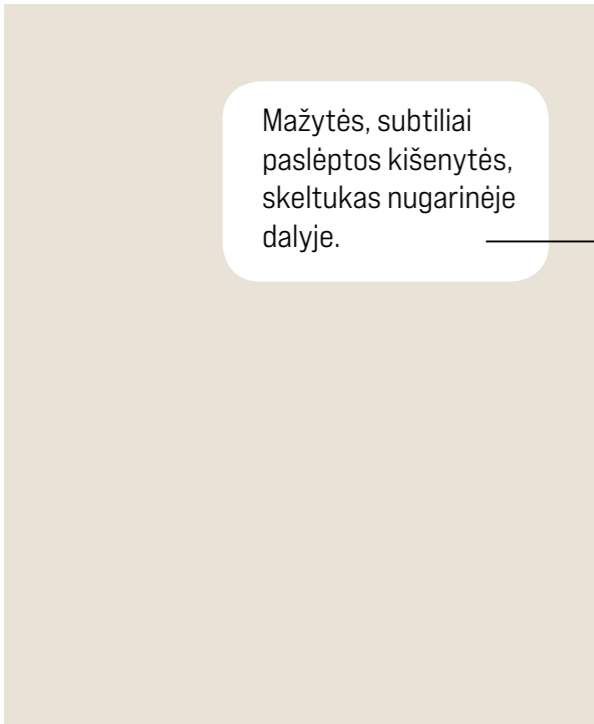 Mažytės, subtiliai
paslėptos kišenytės,
skeltukas nugarinėje
dalyje.